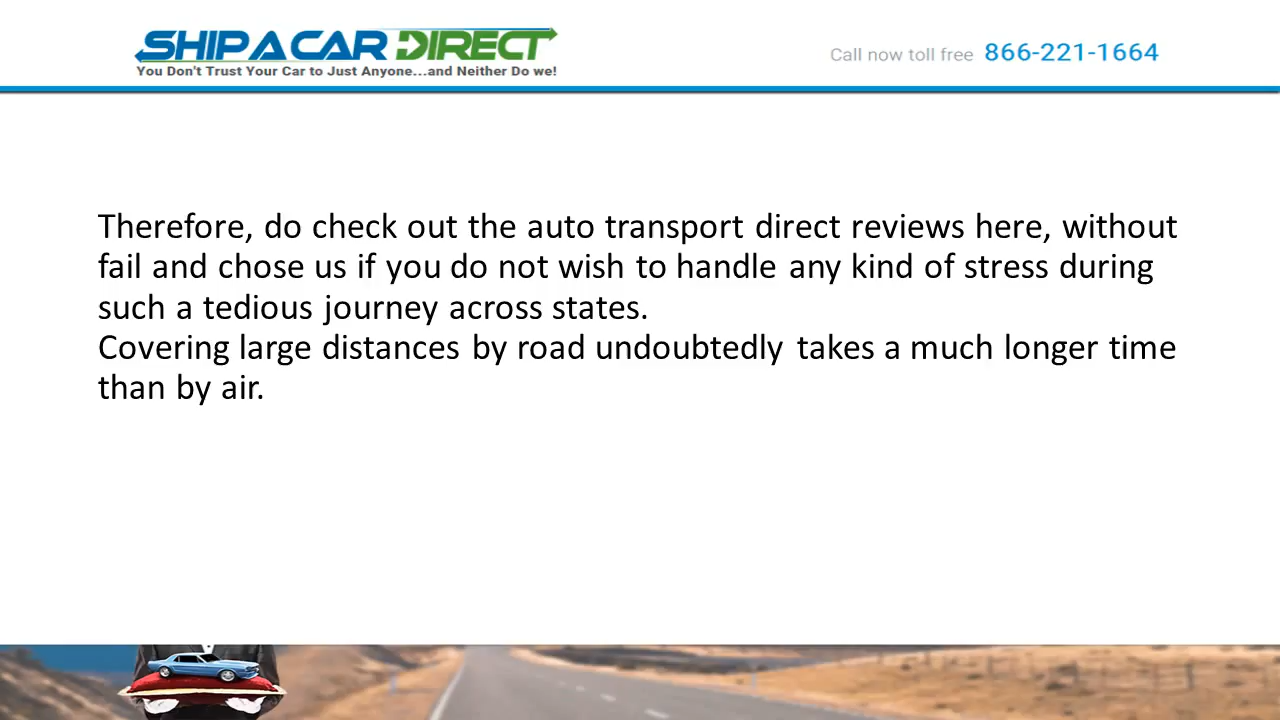 SHIP A CAR DIRECT
You Don't Trust Your Car to Just Anyone...and Neither Do we!
Call now toll free 866-221-1664
Therefore, do check out the auto transport direct reviews here, without
fail and chose us if you do not wish to handle any kind of stress during
such a tedious journey across states.
Covering large distances by road undoubtedly takes a much longer time
than by air.